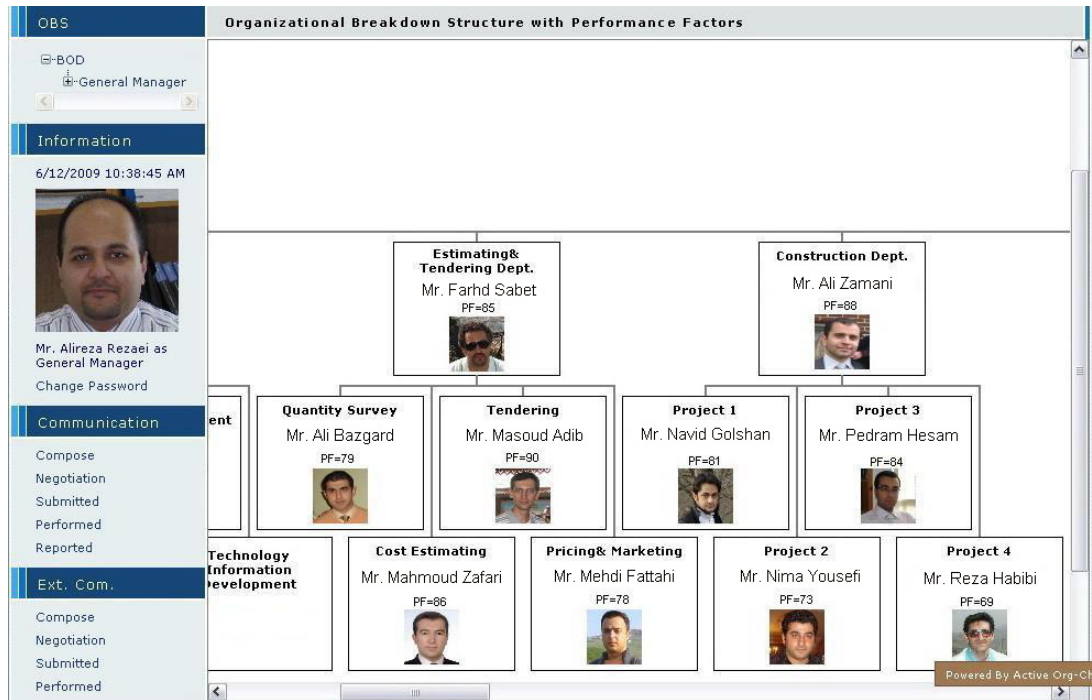 OBS
BOD
General Manager
Information
6/12/2009 10:38:45 AM
Mr. Alireza Rezaei as
General Manager
Change Password
Communication
Compose
Negotiation
Submitted
Performed
Reported
Ext. Com.
Compose
Negotiation
Submitted
Performed
Organizational Breakdown Structure with Performance Factors
Estimating&
Tendering Dept.
Mr. Farhd Sabet
PF=85
Construction Dept.
Mr. Ali Zamani
PF=88
ent
Quantity Survey
Mr. Ali Bazgard
PF=79
Tendering
Mr. Masoud Adib
PF=90
Project 1
Mr. Navid Golshan
PF=81
Project 3
Mr. Pedram Hesam
PF=84
Technology
Information
evelopment
Cost Estimating
Mr. Mahmoud Zafari
PF=86
Pricing& Marketing
Mr. Mehdi Fattahi
PF=78
Project 2
Mr. Nima Yousefi
PF=73
Project 4
Mr. Reza Habibi
PF=69
Powered By Active Org-Ch